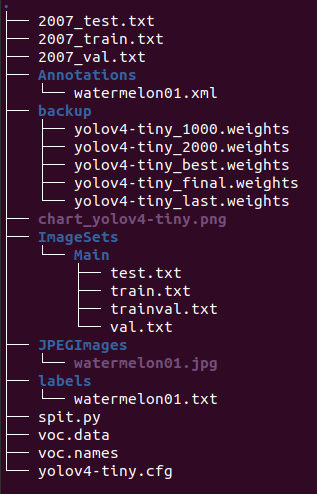 .
├── 2007_test.txt
├── 2007_train.txt
├── 2007_val.txt
├── Annotations
│   └── watermelon01.xml
├── backup
│   ├── yolov4-tiny_1000.weights
│   ├── yolov4-tiny_2000.weights
│   ├── yolov4-tiny_best.weights
│   ├── yolov4-tiny_final.weights
│   └── yolov4-tiny_last.weights
├── chart_yolov4-tiny.png
├── ImageSets
│   └── Main
│       ├── test.txt
│       ├── train.txt
│       ├── trainval.txt
│       └── val.txt
├── JPEGImages
│   └── watermelon01.jpg
├── labels
│   └── watermelon01.txt
├── spit.py
├── voc.data
├── voc.names
└── yolov4-tiny.cfg